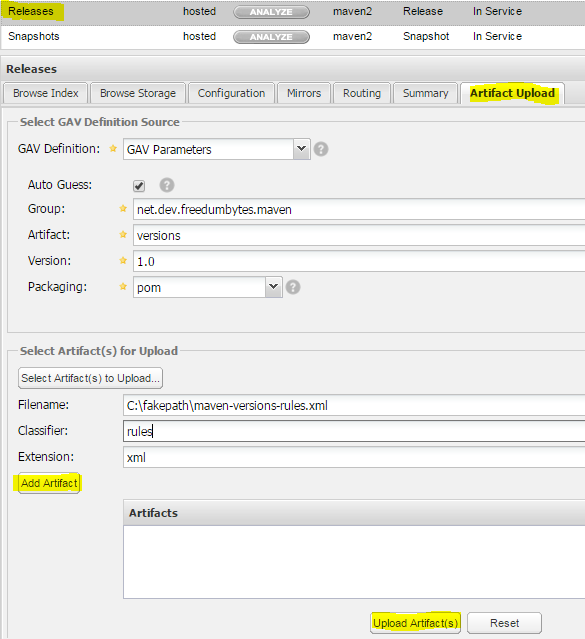 Releases hosted ANALYZE maven2 Release In Service
Snapshots hosted ANALYZE maven2 Snapshot In Service
Releases
Browse Index Browse Storage Configuration Mirrors Routing Summary Artifact Upload
Select GAV Definition Source
GAV Definition: GAV Parameters ?
Auto Guess: ?
Group: net.dev.freedumbytes.maven
Artifact: versions
Version: 1.0
Packaging: pom ?
Select Artifact(s) for Upload
Select Artifact(s) to Upload...
Filename: C:\fakepath\maven-versions-rules.xml
Classifier: rules
Extension: xml
Add Artifact
Artifacts
Upload Artifact(s) Reset